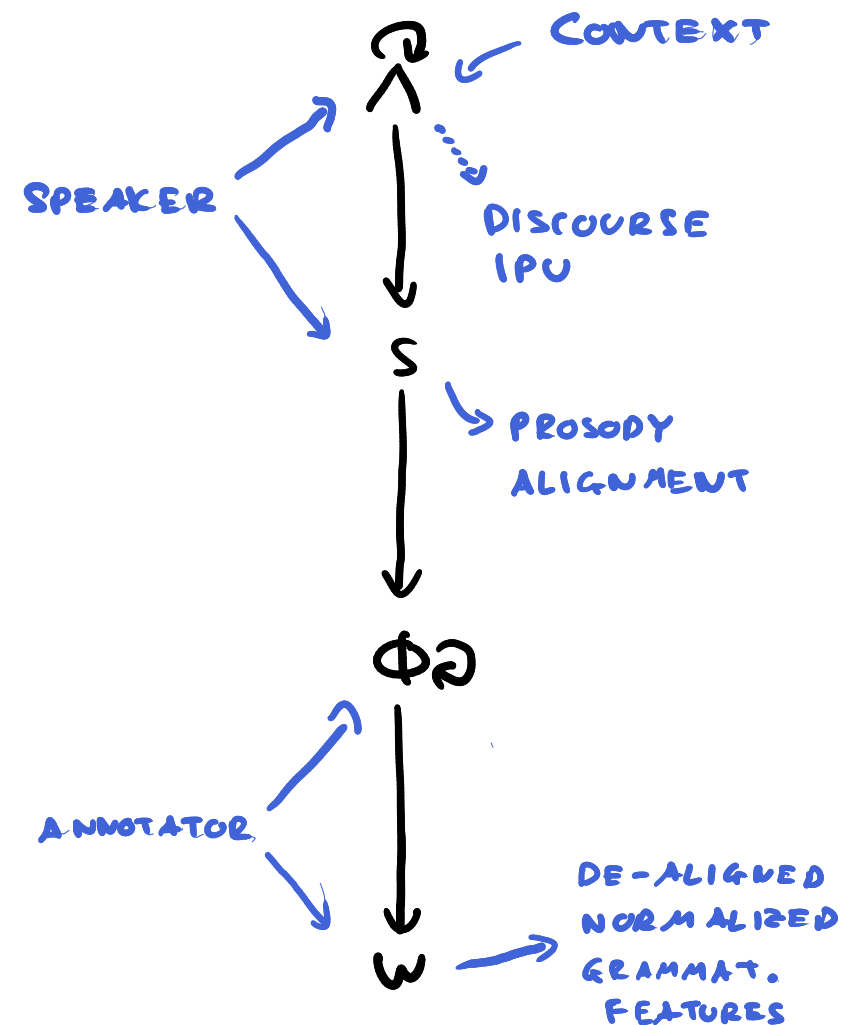 CONTEXT
Λ
SPEAKER
DISCOURSE
IPU
S
PROSODY
ALIGNMENT
Φ
ANNOTATOR
DE-ALIGNED
NORMALIZED
W
GRAMMAT.
FEATURES